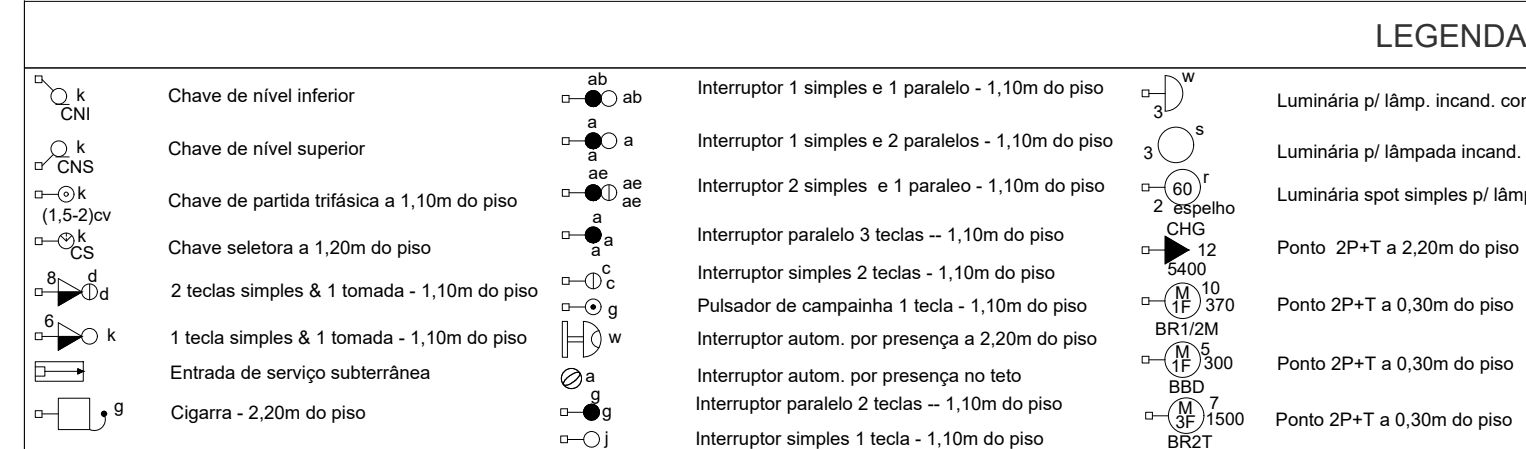 LEGENDA
k
CNI
Chave de nível inferior
k
CNS
Chave de nível superior
k
(1,5-2)cv
Chave de partida trifásica a 1,10m do piso
k
CS
Chave seletora a 1,20m do piso
8 d
d
2 teclas simples & 1 tomada - 1,10m do piso
6
k
1 tecla simples & 1 tomada - 1,10m do piso
Entrada de serviço subterrânea
g
Cigarra - 2,20m do piso
ab
ab
Interruptor 1 simples e 1 paralelo - 1,10m do piso
a
a
a
Interruptor 1 simples e 2 paralelos - 1,10m do piso
ae
ae
ae
Interruptor 2 simples e 1 paraleo - 1,10m do piso
a
a
a
Interruptor paralelo 3 teclas -- 1,10m do piso
c
c
Interruptor simples 2 teclas - 1,10m do piso
g
Pulsador de campainha 1 tecla - 1,10m do piso
w
Interruptor autom. por presença a 2,20m do piso
a
Interruptor autom. por presença no teto
g
g
Interruptor paralelo 2 teclas -- 1,10m do piso
j
Interruptor simples 1 tecla - 1,10m do piso
w
3
Luminária p/ lâmp. incand.
s
3
Luminária p/ lâmpada incand.
r
60
2 espelho
Luminária spot simples p/
CHG
12
5400
Ponto 2P+T a 2,20m do piso
M 10
1F 370
BR1/2M
Ponto 2P+T a 0,30m do piso
M 5
1F 300
BBD
Ponto 2P+T a 0,30m do piso
M 7
3F 1500
BR2T
Ponto 2P+T a 0,30m do piso